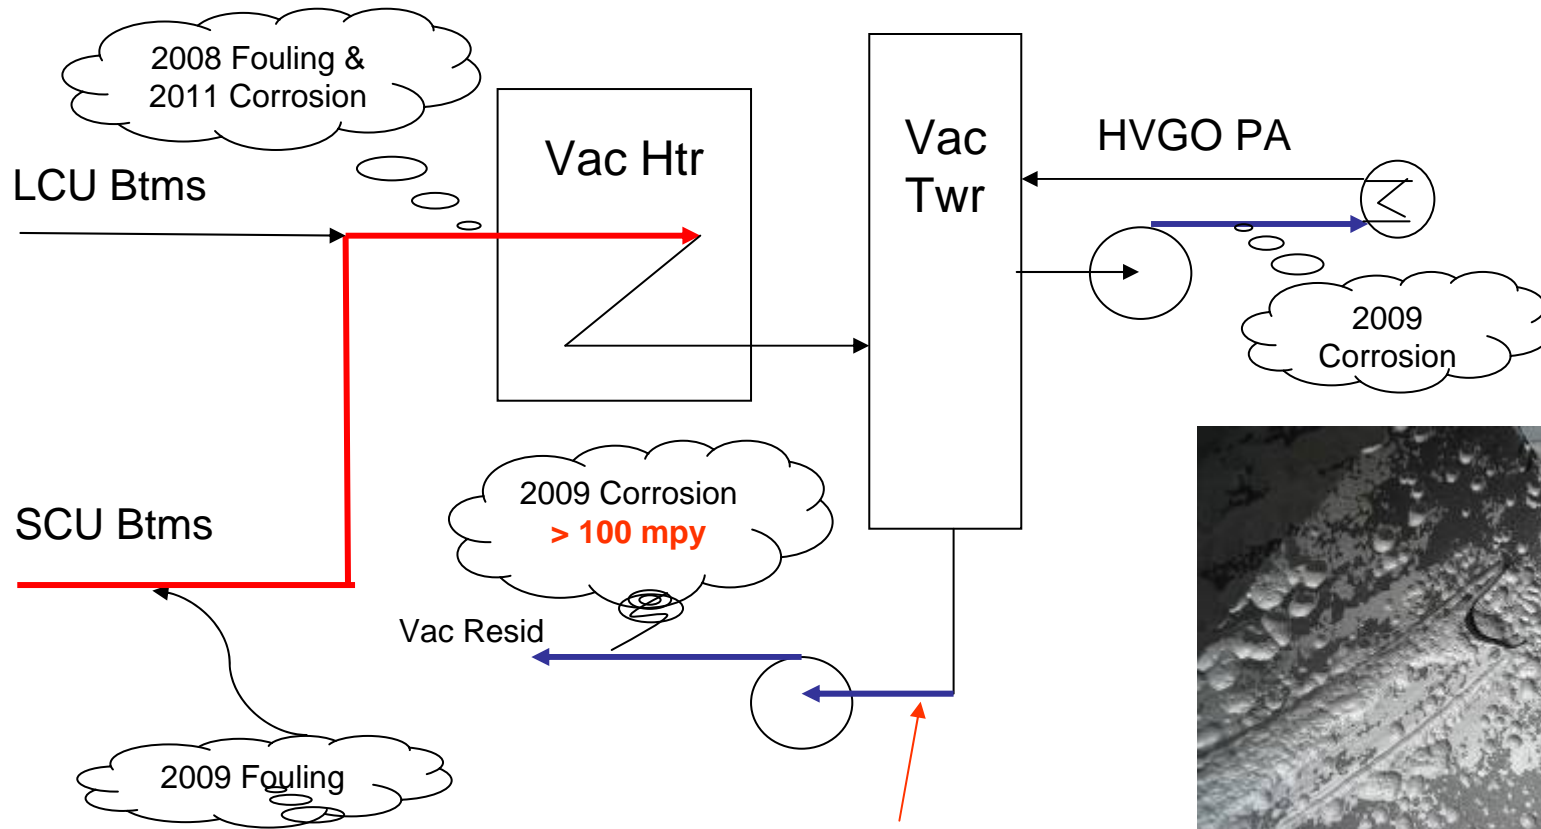 2008 Fouling &
2011 Corrosion
LCU Btms
Vac Htr
Vac
Twr
HVGO PA
2009
Corrosion
2009 Corrosion
> 100 mpy
SCU Btms
Vac Resid
2009 Fouling